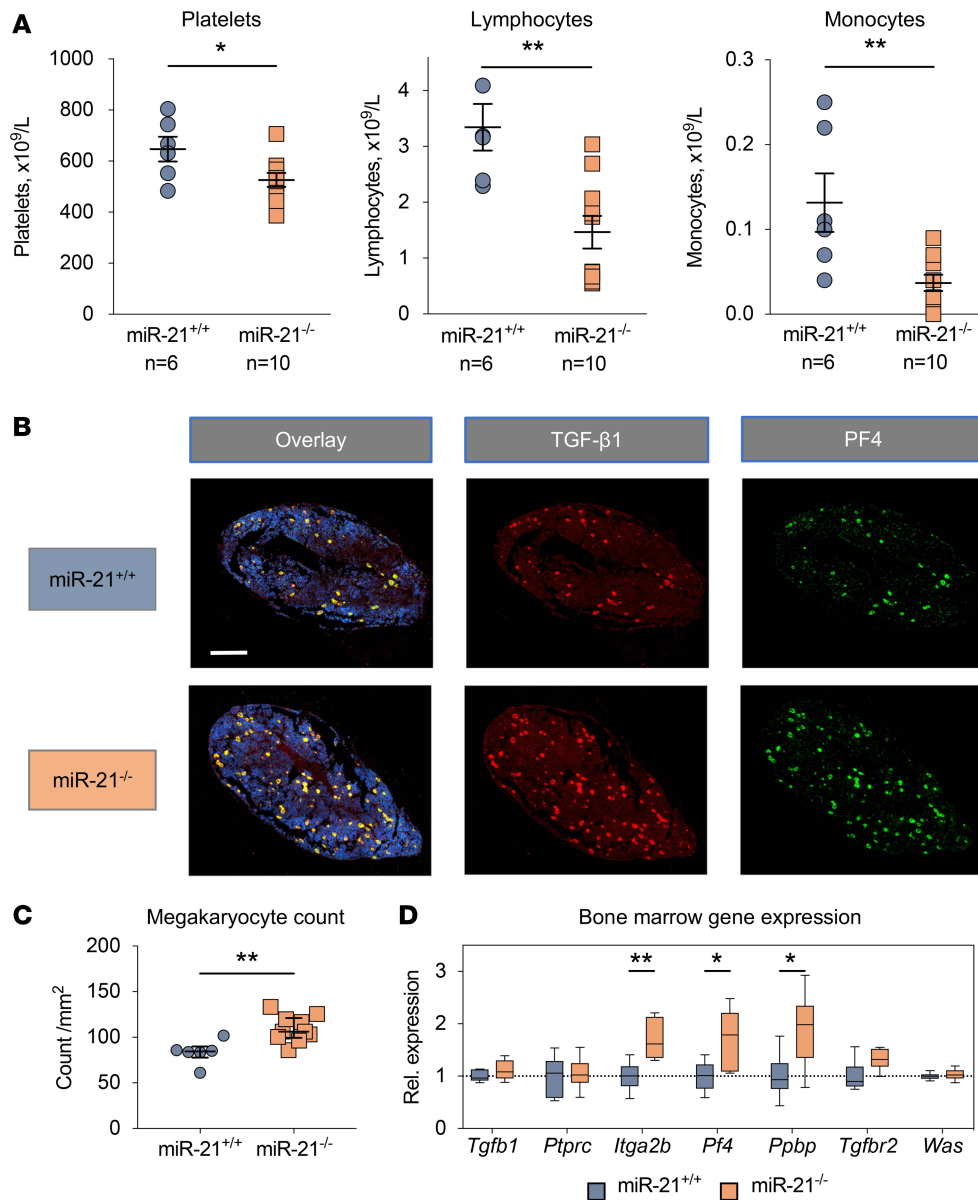 A
Platelets
Lymphocytes
Monocytes
*
**
**
Platelets, x10⁹/L
1000
800
600
400
200
0
miR-21⁺/⁺
miR-21⁻/⁻
n=6
n=10
Lymphocytes, x10⁹/L
4
3
2
1
0
miR-21⁺/⁺
miR-21⁻/⁻
n=6
n=10
Monocytes, x10⁹/L
0.3
0.2
0.1
0.0
miR-21⁺/⁺
miR-21⁻/⁻
n=6
n=10
B
Overlay
TGF-β1
PF4
miR-21⁺/⁺
miR-21⁻/⁻
C
Megakaryocyte count
**
Count /mm²
200
150
100
50
0
miR-21⁺/⁺
miR-21⁻/⁻
D
Bone marrow gene expression
**
*
*
Rel. expression
3
2
1
0
Tgfb1
Ptprc
Itga2b
Pf4
Ppbp
Tgfbr2
Was
miR-21⁺/⁺
miR-21⁻/⁻